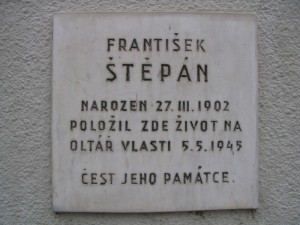 FRANTIŠEK
ŠTĚPÁN
NAROZEN 27.III.1902
POLOŽIL ZDE ŽIVOT NA
OLTÁŘ VLASTI 5.5.1945
ČEST JEHO PAMÁTCE.